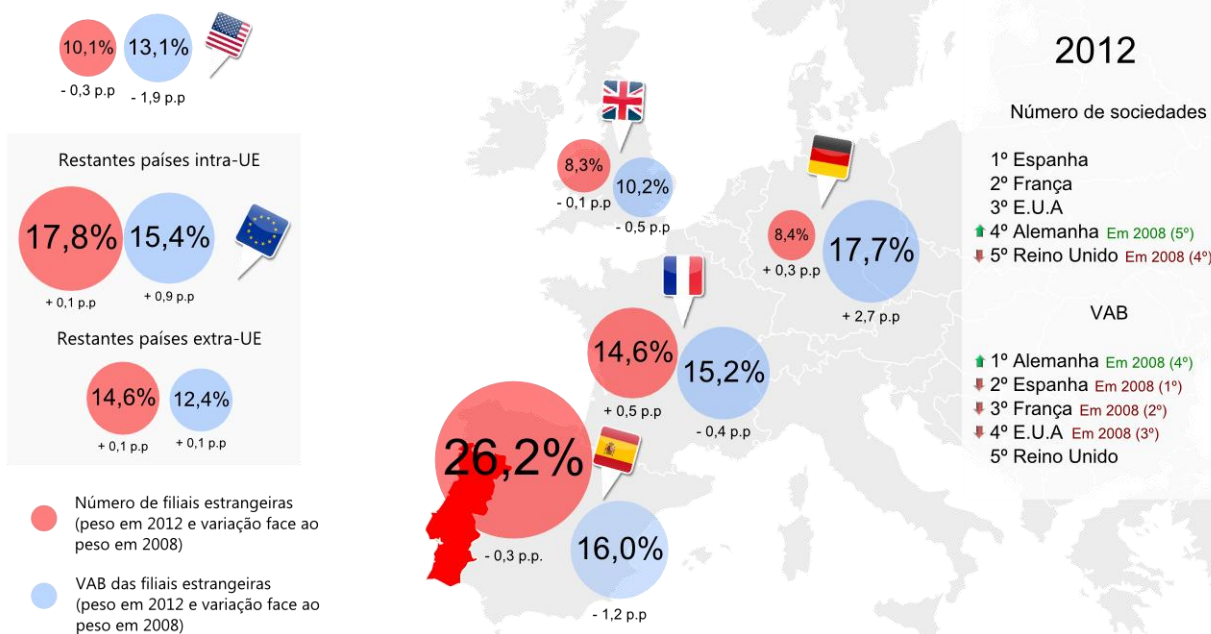 10,1%
13,1%
- 0,3 p.p
- 1,9 p.p
Restantes países intra-UE
17,8%
15,4%
+ 0,1 p.p
+ 0,9 p.p
Restantes países extra-UE
14,6%
12,4%
+ 0,1 p.p
+ 0,1 p.p
Número de filiais estrangeiras
(peso em 2012 e variação face ao
peso em 2008)
VAB das filiais estrangeiras
(peso em 2012 e variação face ao
peso em 2008)
8,3%
10,2%
- 0,1 p.p
- 0,5 p.p
8,4%
17,7%
+ 0,3 p.p
+ 2,7 p.p
14,6%
15,2%
+ 0,5 p.p
- 0,4 p.p
26,2%
16,0%
- 0,3 p.p.
- 1,2 p.p
2012
Número de sociedades
1º Espanha
2º França
3º E.U.A
4º Alemanha Em 2008 (5º)
5º Reino Unido Em 2008 (4º)
VAB
1º Alemanha Em 2008 (4º)
2º Espanha Em 2008 (1º)
3º França Em 2008 (2º)
4º E.U.A Em 2008 (3º)
5º Reino Unido